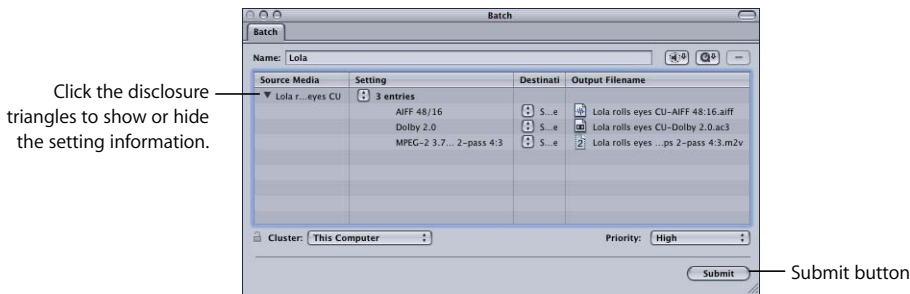 Batch
Batch
Name: Lola
Source Media Setting Destinati Output Filename
Click the disclosure
triangles to show or hide
the setting information.
Lola r...eyes CU 3 entries
AIFF 48/16 S...e Lola rolls eyes CU-AIFF 48:16.aiff
Dolby 2.0 S...e Lola rolls eyes CU-Dolby 2.0.ac3
MPEG-2 3.7... 2-pass 4:3 S...e Lola rolls eyes ...ps 2-pass 4:3.m2v
Cluster: This Computer Priority: High
Submit
Submit button